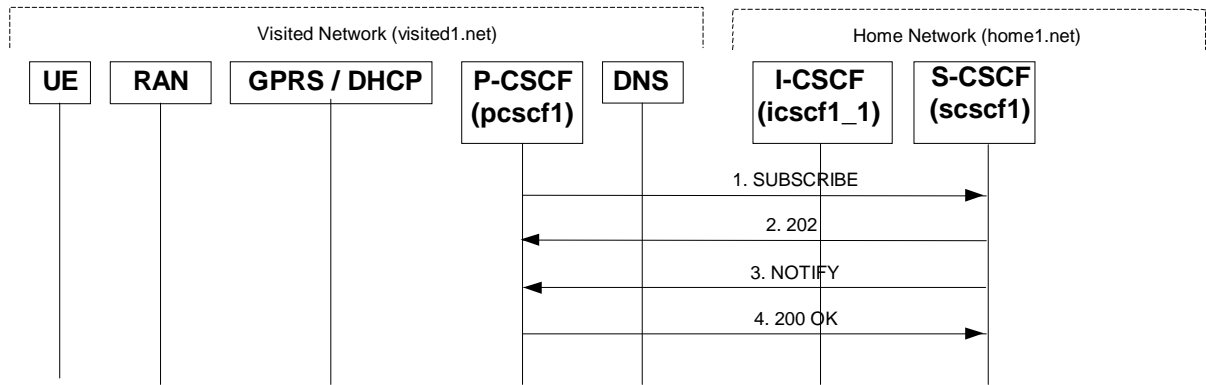 Visited Network (visited1.net)
Home Network (home1.net)
UE
RAN
GPRS / DHCP
P-CSCF
(pcscf1)
DNS
I-CSCF
(icscf1_1)
S-CSCF
(scscf1)
1. SUBSCRIBE
2. 202
3. NOTIFY
4. 200 OK